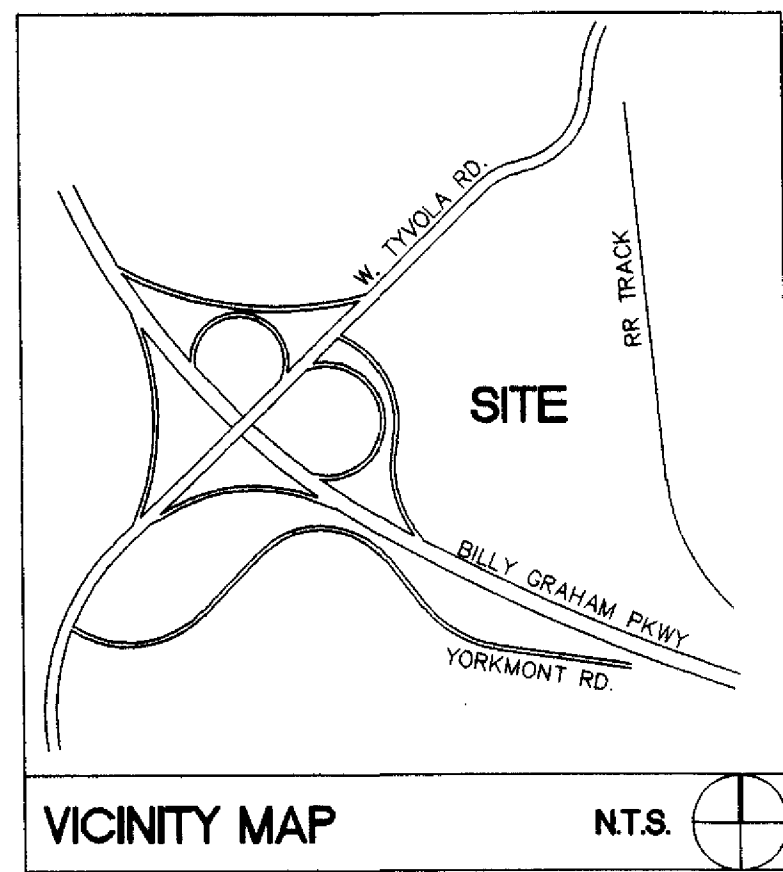 W. TYVOLA RD.
RR TRACK
SITE
BILLY GRAHAM PKWY
YORKMONT RD.
VICINITY MAP
N.T.S.